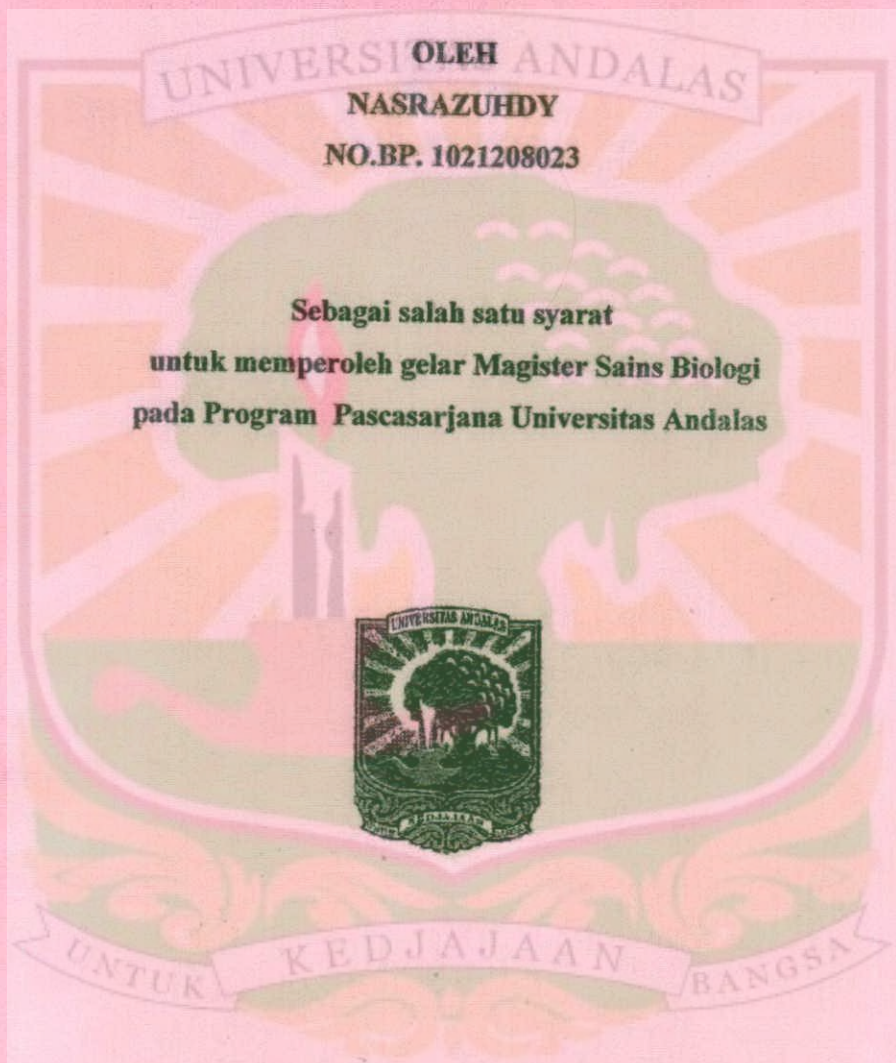 UNIVERSITAS ANDALAS
OLEH
NASRAZUHDY
NO.BP. 1021208023
Sebagai salah satu syarat
untuk memperoleh gelar Magister Sains Biologi
pada Program Pascasarjana Universitas Andalas
UNIVERSITAS ANDALAS
KEDJAJAAN
UNTUK KEDJAJAAN BANGSA